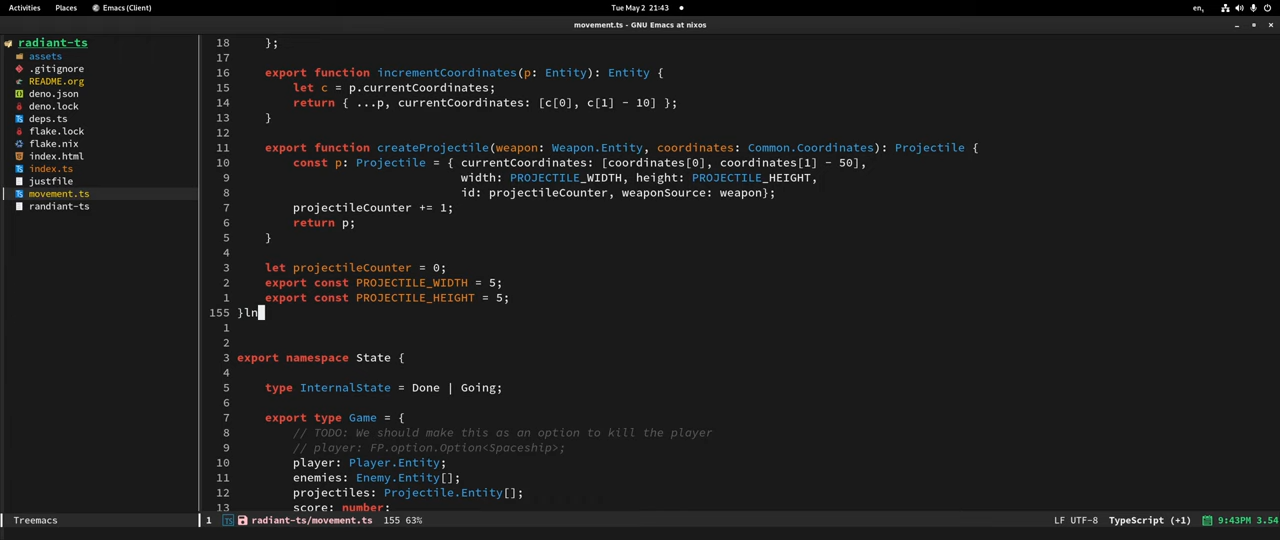 Activities Places Emacs (Client) Tue May 2 21:43 en,
movement.ts - GNU Emacs at nixos
radiant-ts
assets
.gitignore
README.org
deno.json
deno.lock
deps.ts
flake.lock
flake.nix
index.html
index.ts
justfile
movement.ts
randiant-ts
18 };
17
16 export function incrementCoordinates(p: Entity): Entity {
15 let c = p.currentCoordinates;
14 return { ...p, currentCoordinates: [c[0], c[1] - 10] };
13 }
12
11 export function createProjectile(weapon: Weapon.Entity, coordinates: Common.Coordinates): Projectile {
10 const p: Projectile = { currentCoordinates: [coordinates[0], coordinates[1] - 50],
9 width: PROJECTILE_WIDTH, height: PROJECTILE_HEIGHT,
8 id: projectileCounter, weaponSource: weapon};
7 projectileCounter += 1;
6 return p;
5 }
4
3 let projectileCounter = 0;
2 export const PROJECTILE_WIDTH = 5;
1 export const PROJECTILE_HEIGHT = 5;
155 }ln
1
2
3 export namespace State {
4
5 type InternalState = Done | Going;
6
7 export type Game = {
8 // TODO: We should make this as an option to kill the player
9 // player: FP.option.Option<Spaceship>;
10 player: Player.Entity;
11 enemies: Enemy.Entity[];
12 projectiles: Projectile.Entity[];
13 score: number;
Treemacs 1 TS radiant-ts/movement.ts 155 63% LF UTF-8 TypeScript (+1) 9:43PM 3.54